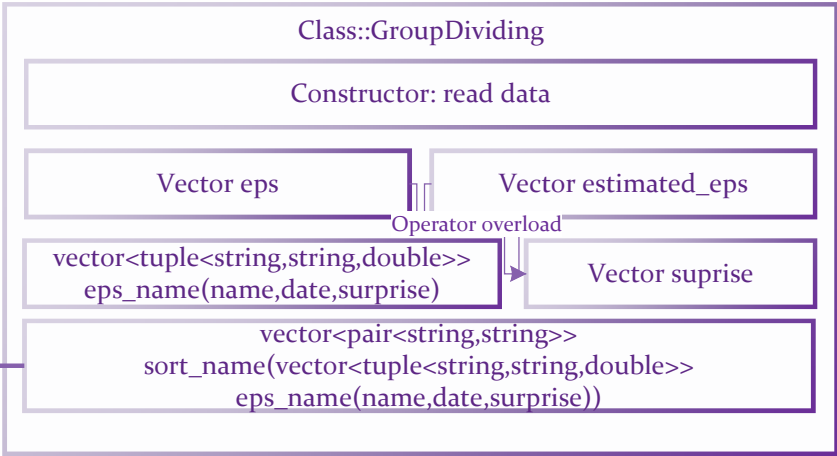 Class::GroupDividing
Constructor: read data
Vector eps
Vector estimated_eps
Operator overload
vector<tuple<string,string,double>>
eps_name(name,date,surprise)
Vector suprise
vector<pair<string,string>>
sort_name(vector<tuple<string,string,double>>
eps_name(name,date,surprise))